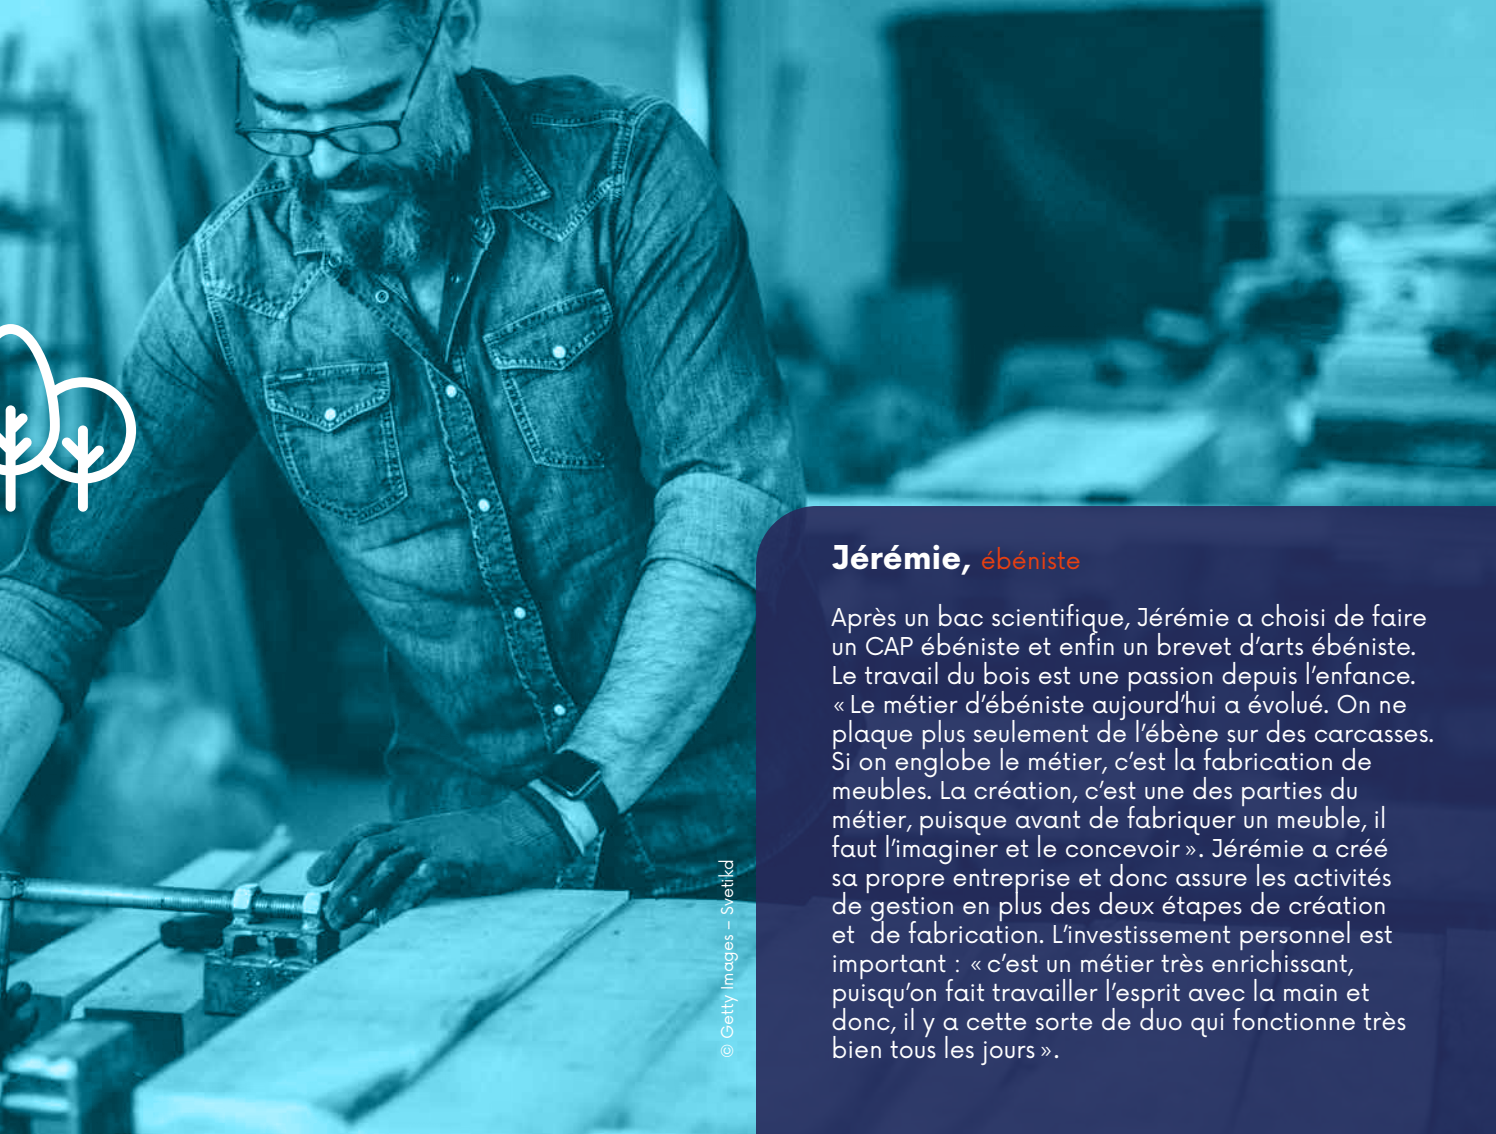 Jérémie, ébéniste
Après un bac scientifique, Jérémie a choisi de faire
un CAP ébéniste et enfin un brevet d’arts ébéniste.
Le travail du bois est une passion depuis l’enfance.
« Le métier d’ébéniste aujourd’hui a évolué. On ne
plaque plus seulement de l’ébène sur des carcasses.
Si on englobe le métier, c’est la fabrication de
meubles. La création, c’est une des parties du
métier, puisque avant de fabriquer un meuble, il
faut l’imaginer et le concevoir ». Jérémie a créé
sa propre entreprise et donc assure les activités
de gestion en plus des deux étapes de création
et  de fabrication. L’investissement personnel est
important : « c’est un métier très enrichissant,
puisqu’on fait travailler l’esprit avec la main et
donc, il y a cette sorte de duo qui fonctionne très
bien tous les jours ».
© Getty Images – Svetikd